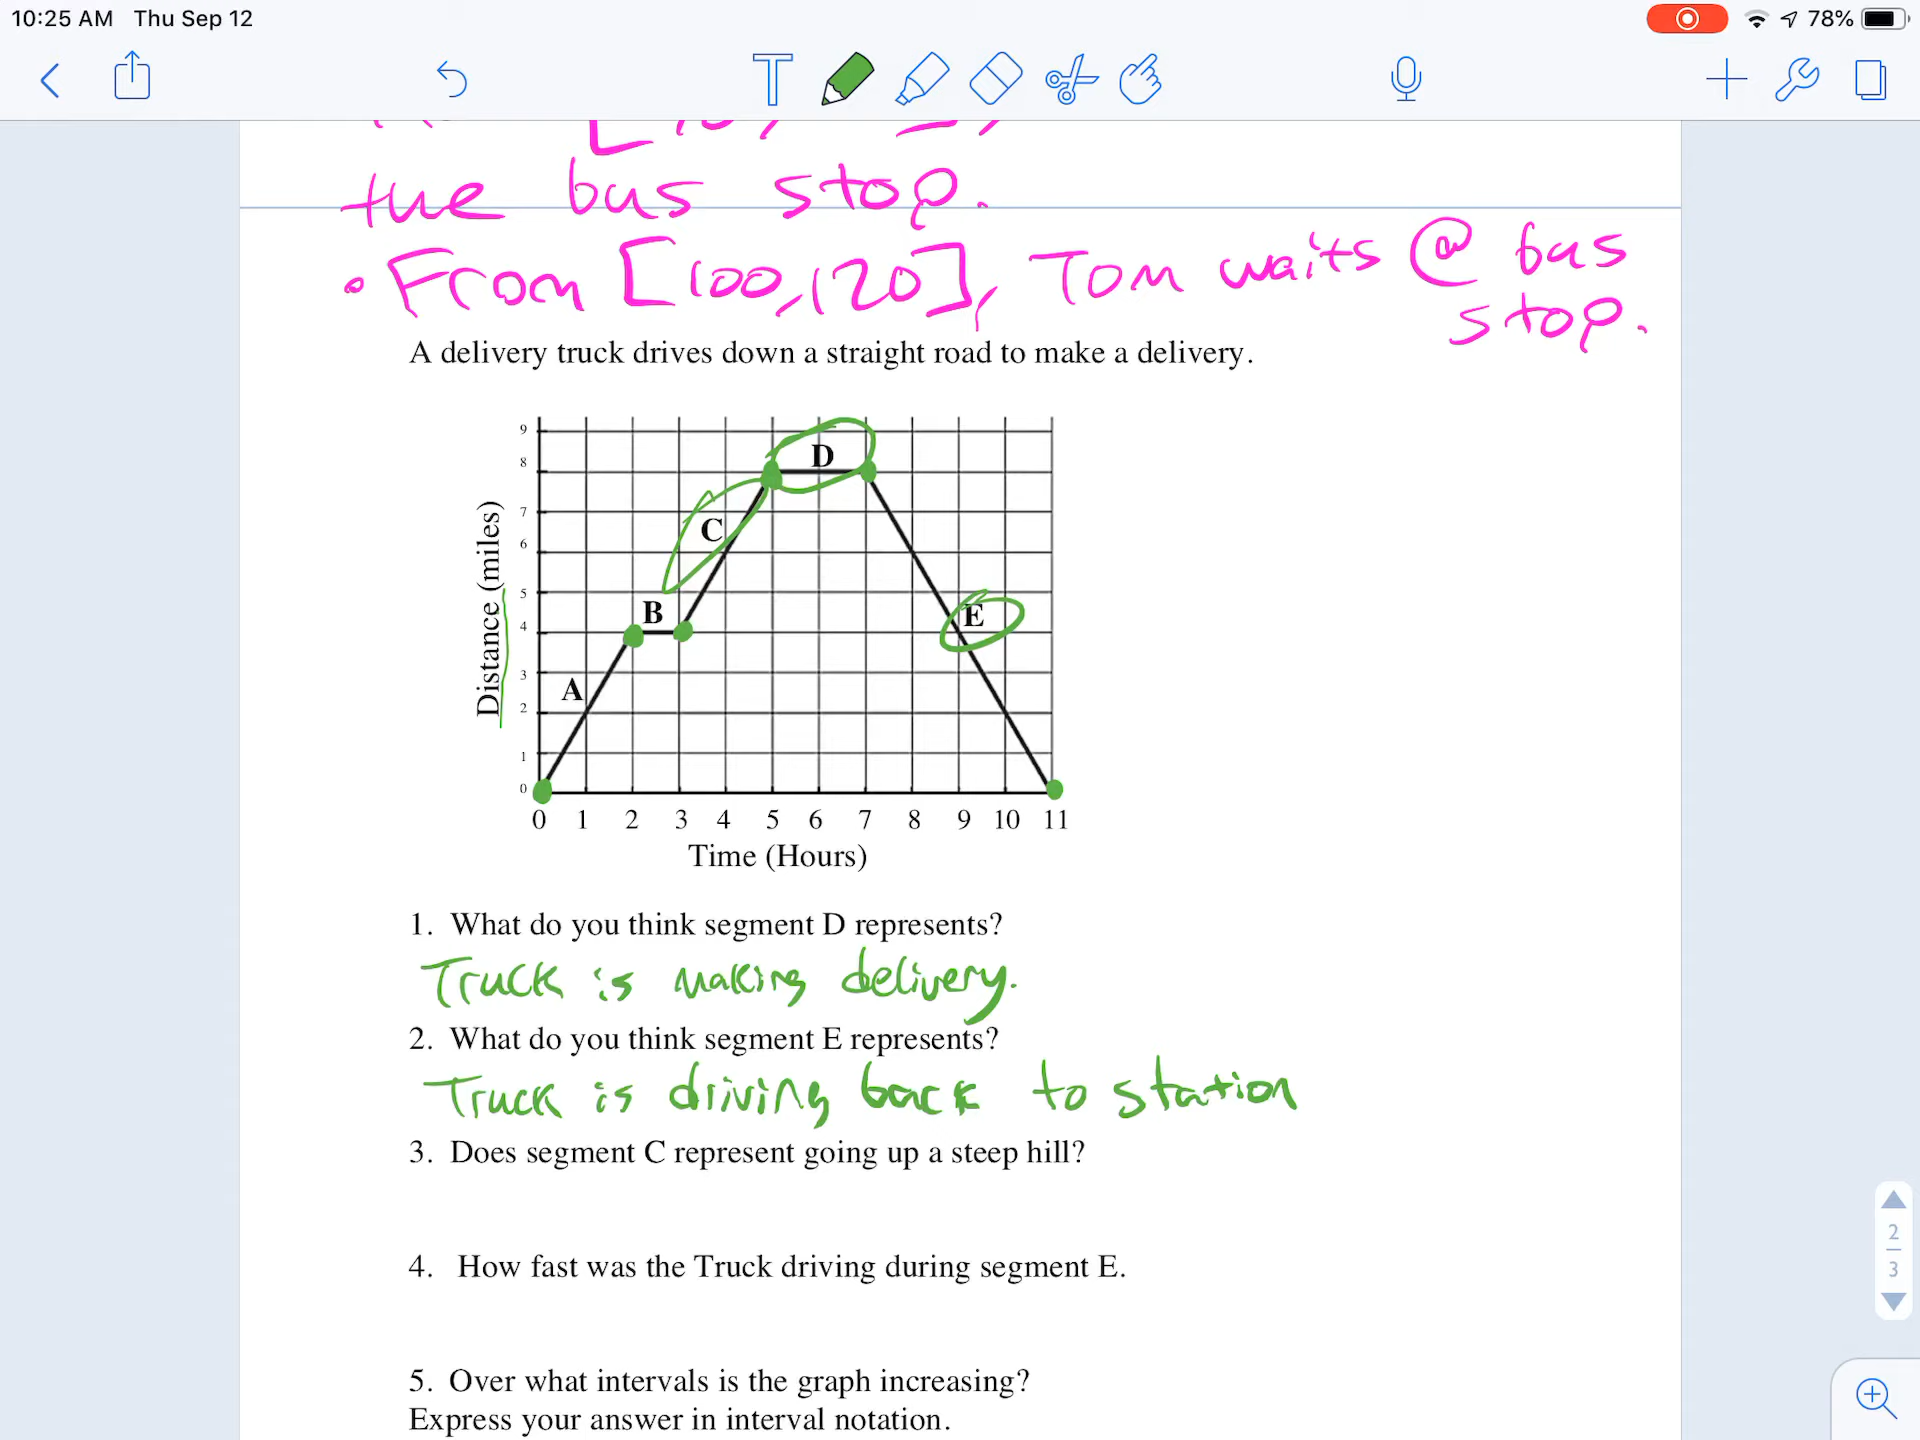 10:25 AM Thu Sep 12
78%
T
the bus stop.
• From [100,120], Tom waits @ bus
stop.
A delivery truck drives down a straight road to make a delivery.
Distance (miles)
9
8
7
6
5
4
3
2
1
0
A
B
C
D
E
0 1 2 3 4 5 6 7 8 9 10 11
Time (Hours)
1. What do you think segment D represents?
Truck is making delivery.
2. What do you think segment E represents?
Truck is driving back to station
3. Does segment C represent going up a steep hill?
4. How fast was the Truck driving during segment E.
5. Over what intervals is the graph increasing?
Express your answer in interval notation.
2
3